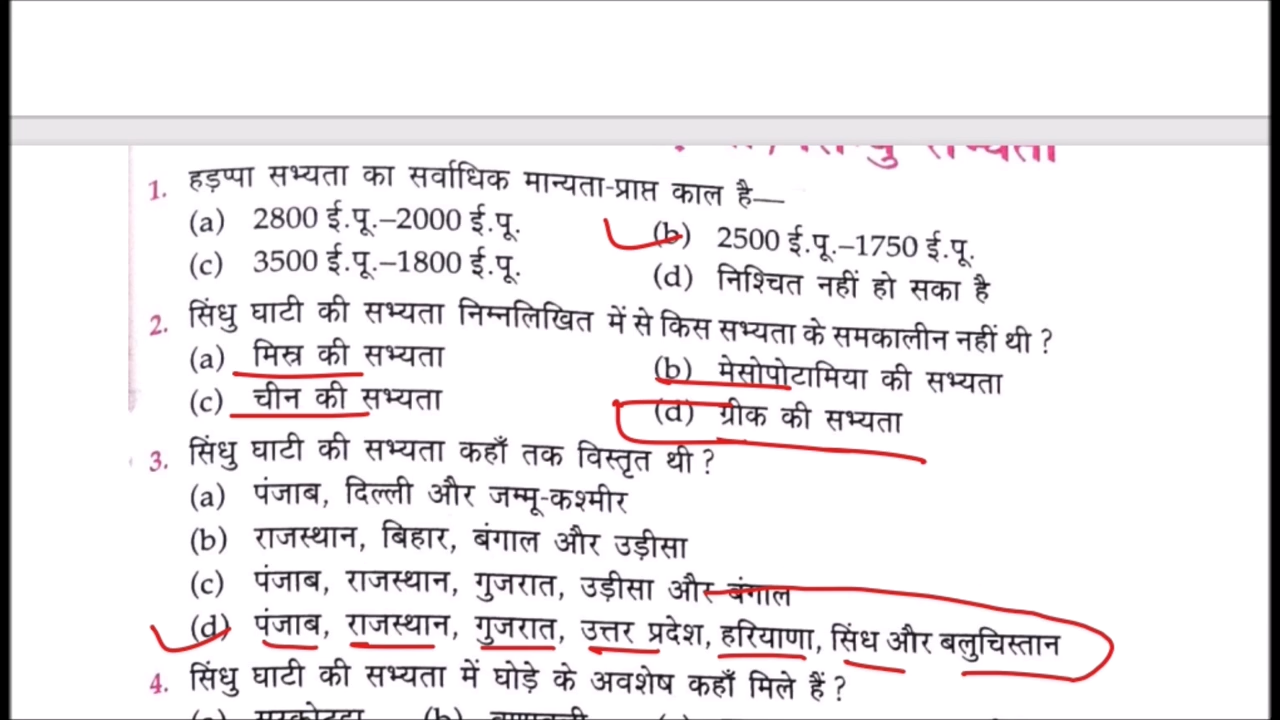 सभ्यता
1. हड़प्पा सभ्यता का सर्वाधिक मान्यता-प्राप्त काल है—
(a) 2800 ई.पू.–2000 ई.पू. (b) 2500 ई.पू.–1750 ई.पू.
(c) 3500 ई.पू.–1800 ई.पू. (d) निश्चित नहीं हो सका है
2. सिंधु घाटी की सभ्यता निम्नलिखित में से किस सभ्यता के समकालीन नहीं थी ?
(a) मिस्र की सभ्यता (b) मेसोपोटामिया की सभ्यता
(c) चीन की सभ्यता (d) ग्रीक की सभ्यता
3. सिंधु घाटी की सभ्यता कहाँ तक विस्तृत थी ?
(a) पंजाब, दिल्ली और जम्मू-कश्मीर
(b) राजस्थान, बिहार, बंगाल और उड़ीसा
(c) पंजाब, राजस्थान, गुजरात, उड़ीसा और बंगाल
(d) पंजाब, राजस्थान, गुजरात, उत्तर प्रदेश, हरियाणा, सिंध और बलुचिस्तान
4. सिंधु घाटी की सभ्यता में घोड़े के अवशेष कहाँ मिले हैं ?